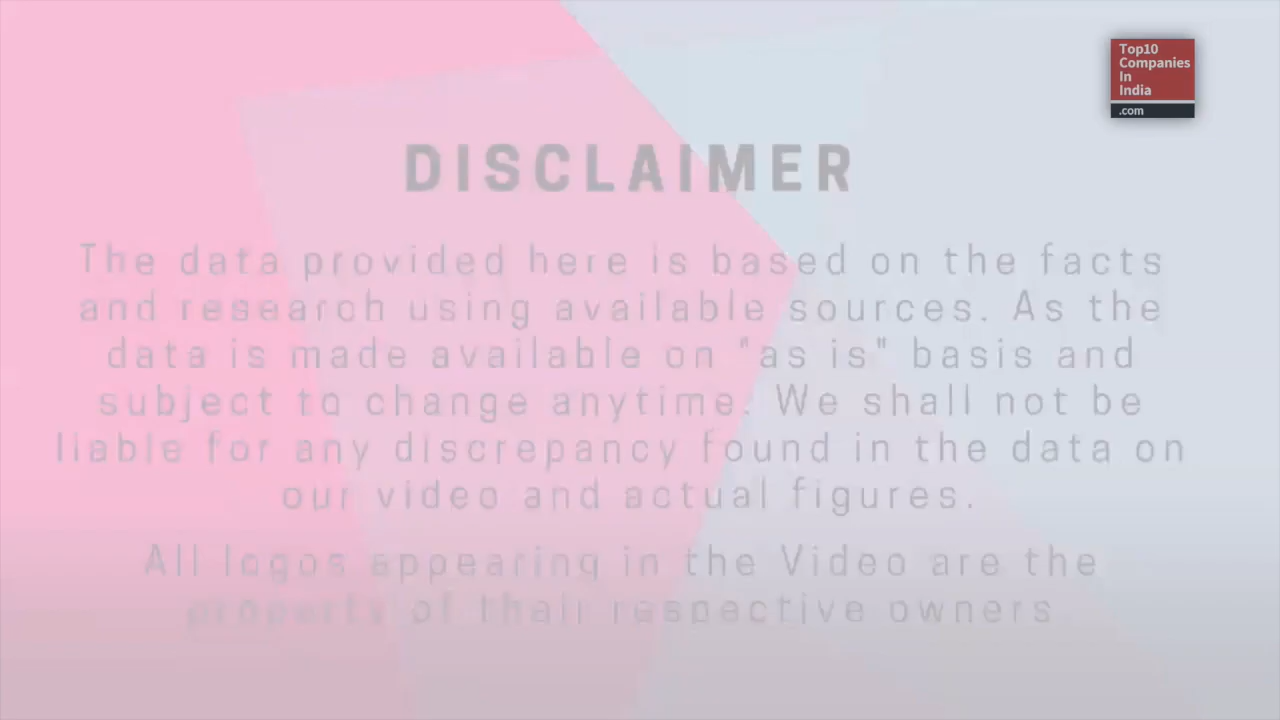 Top10
Companies
In
India
.com
DISCLAIMER
The data provided here is based on the facts
and research using available sources. As the
data is made available on "as is" basis and
subject to change anytime. We shall not be
liable for any discrepancy found in the data on
our video and actual figures.
All logos appearing in the Video are the
property of their respective owners